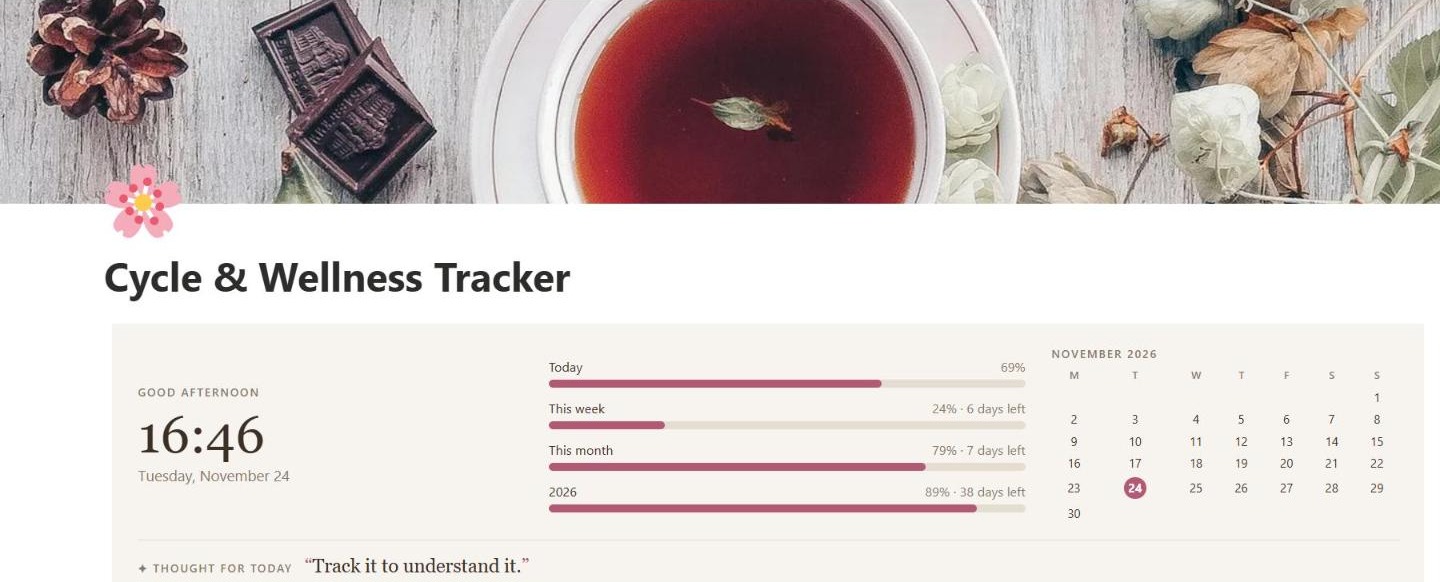 Cycle & Wellness Tracker
GOOD AFTERNOON
16:46
Tuesday, November 24
Today 69%
This week 24% · 6 days left
This month 79% · 7 days left
2026 89% · 38 days left
NOVEMBER 2026
M T W T F S S
1
2 3 4 5 6 7 8
9 10 11 12 13 14 15
16 17 18 19 20 21 22
23 24 25 26 27 28 29
30
✦ THOUGHT FOR TODAY “Track it to understand it.”